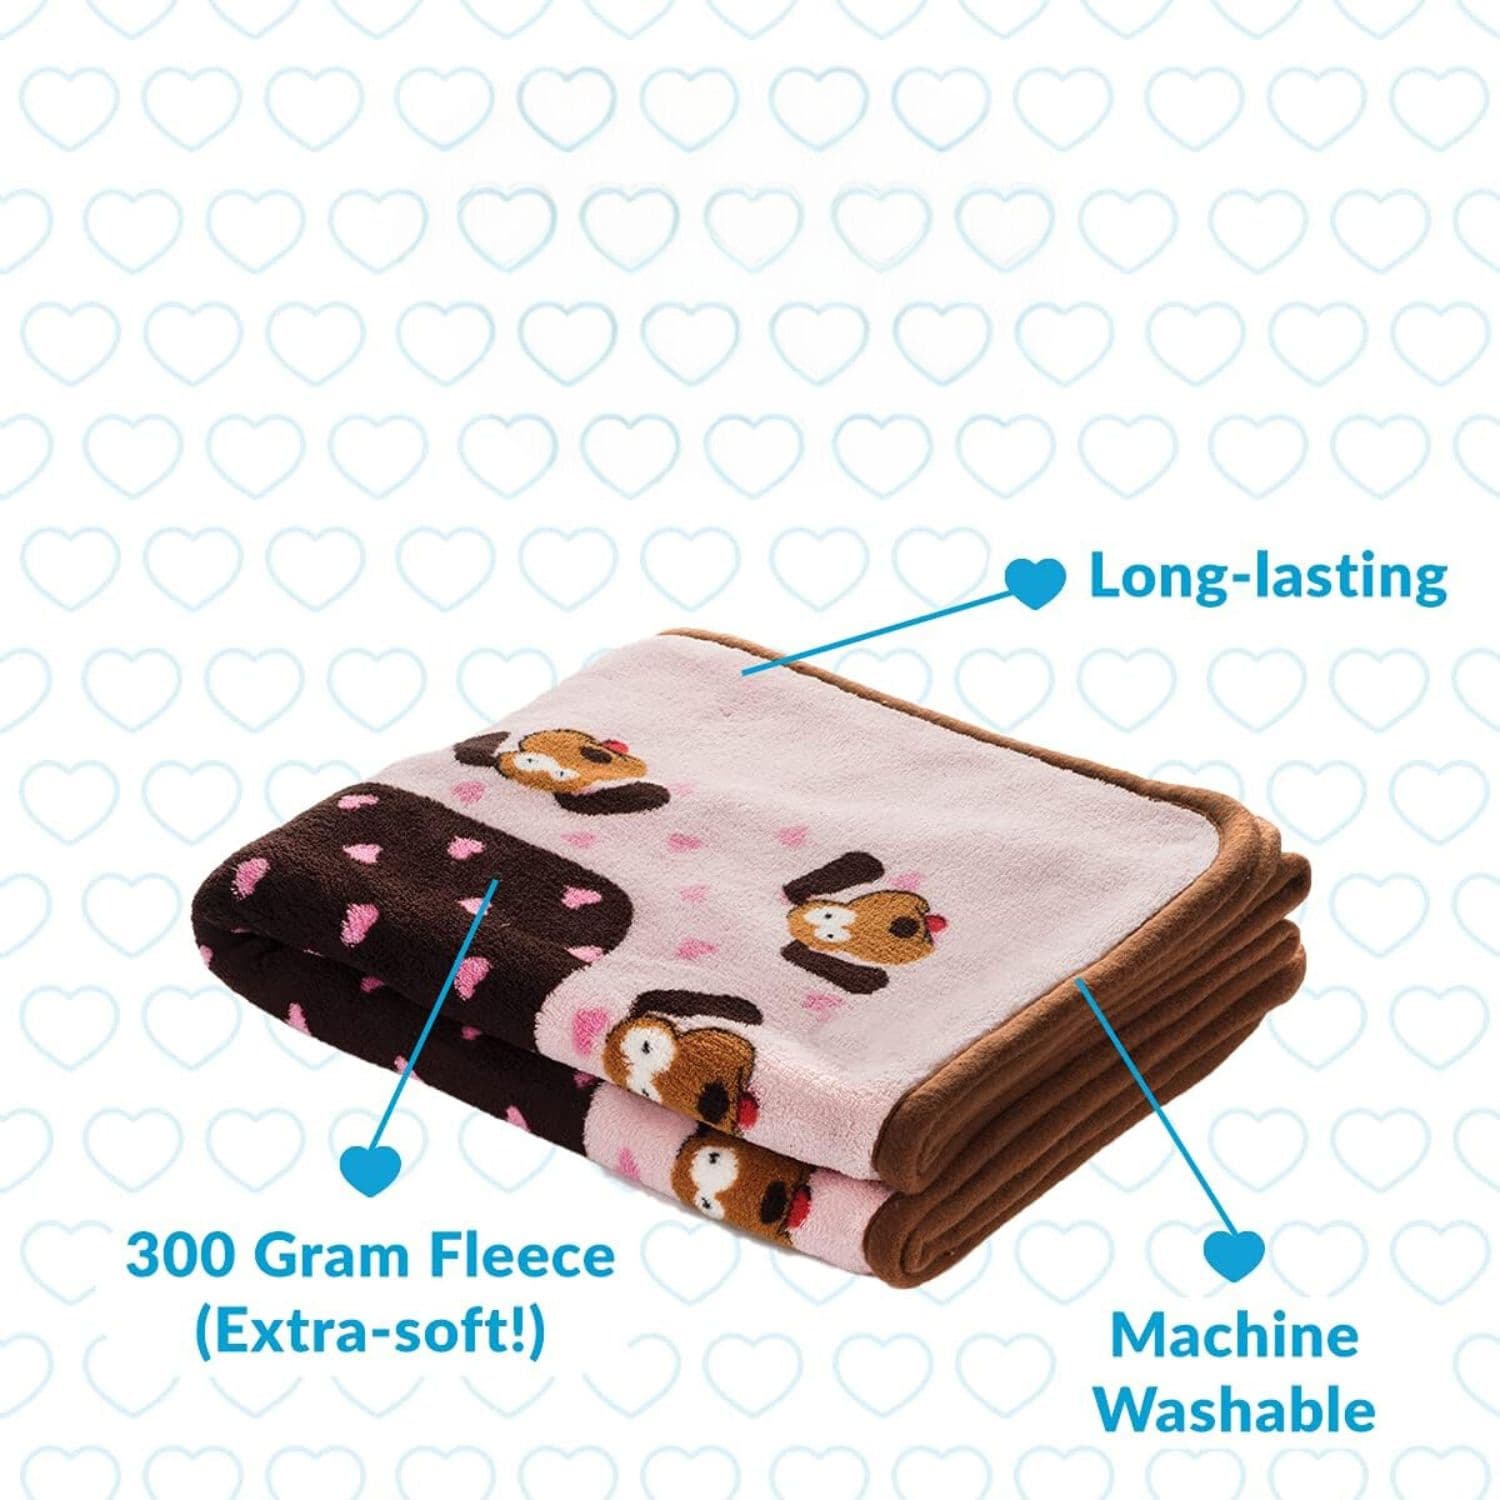 Long-lasting
300 Gram Fleece
(Extra-soft!)
Machine
Washable